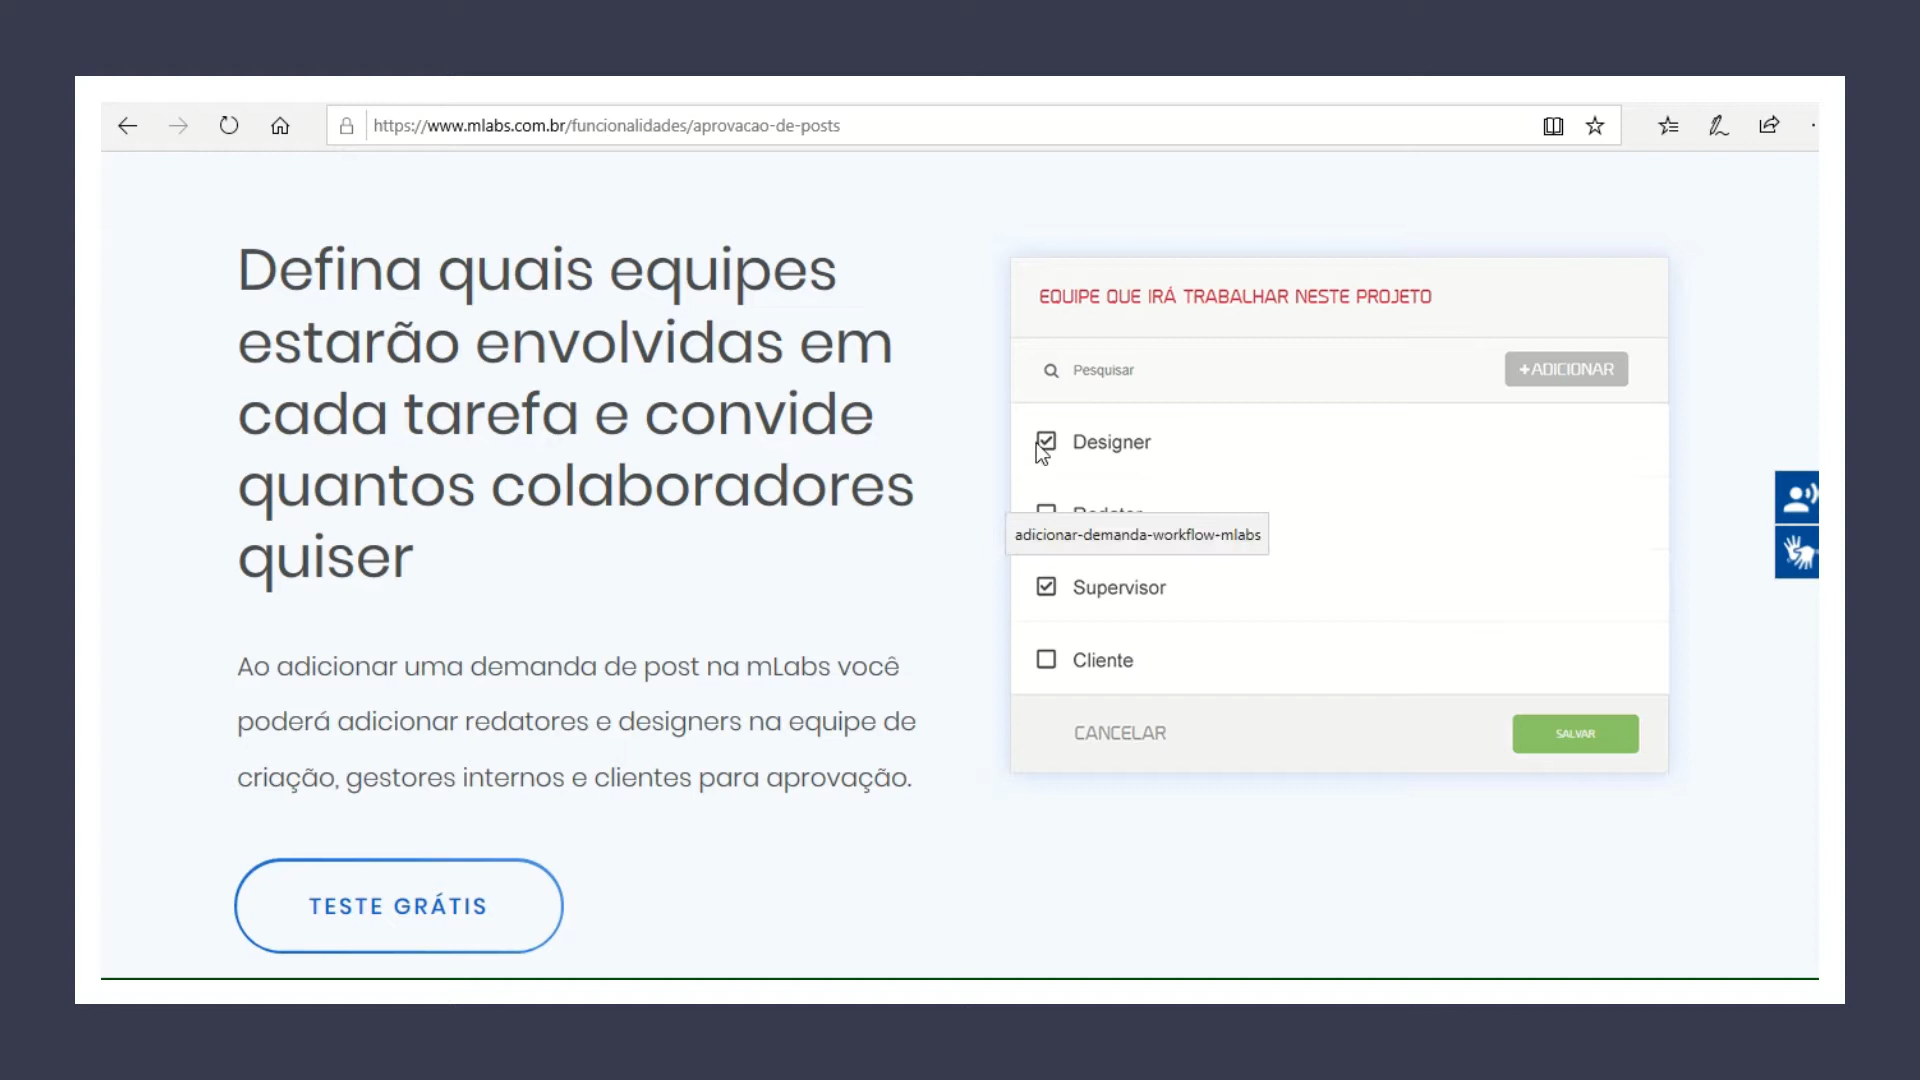 https://www.mlabs.com.br/funcionalidades/aprovacao-de-posts
Defina quais equipes
estarão envolvidas em
cada tarefa e convide
quantos colaboradores
quiser
Ao adicionar uma demanda de post na mLabs você
poderá adicionar redatores e designers na equipe de
criação, gestores internos e clientes para aprovação.
TESTE GRÁTIS
EQUIPE QUE IRÁ TRABALHAR NESTE PROJETO
Pesquisar
+ADICIONAR
Designer
adicionar-demanda-workflow-mlabs
Supervisor
Cliente
CANCELAR
SALVAR